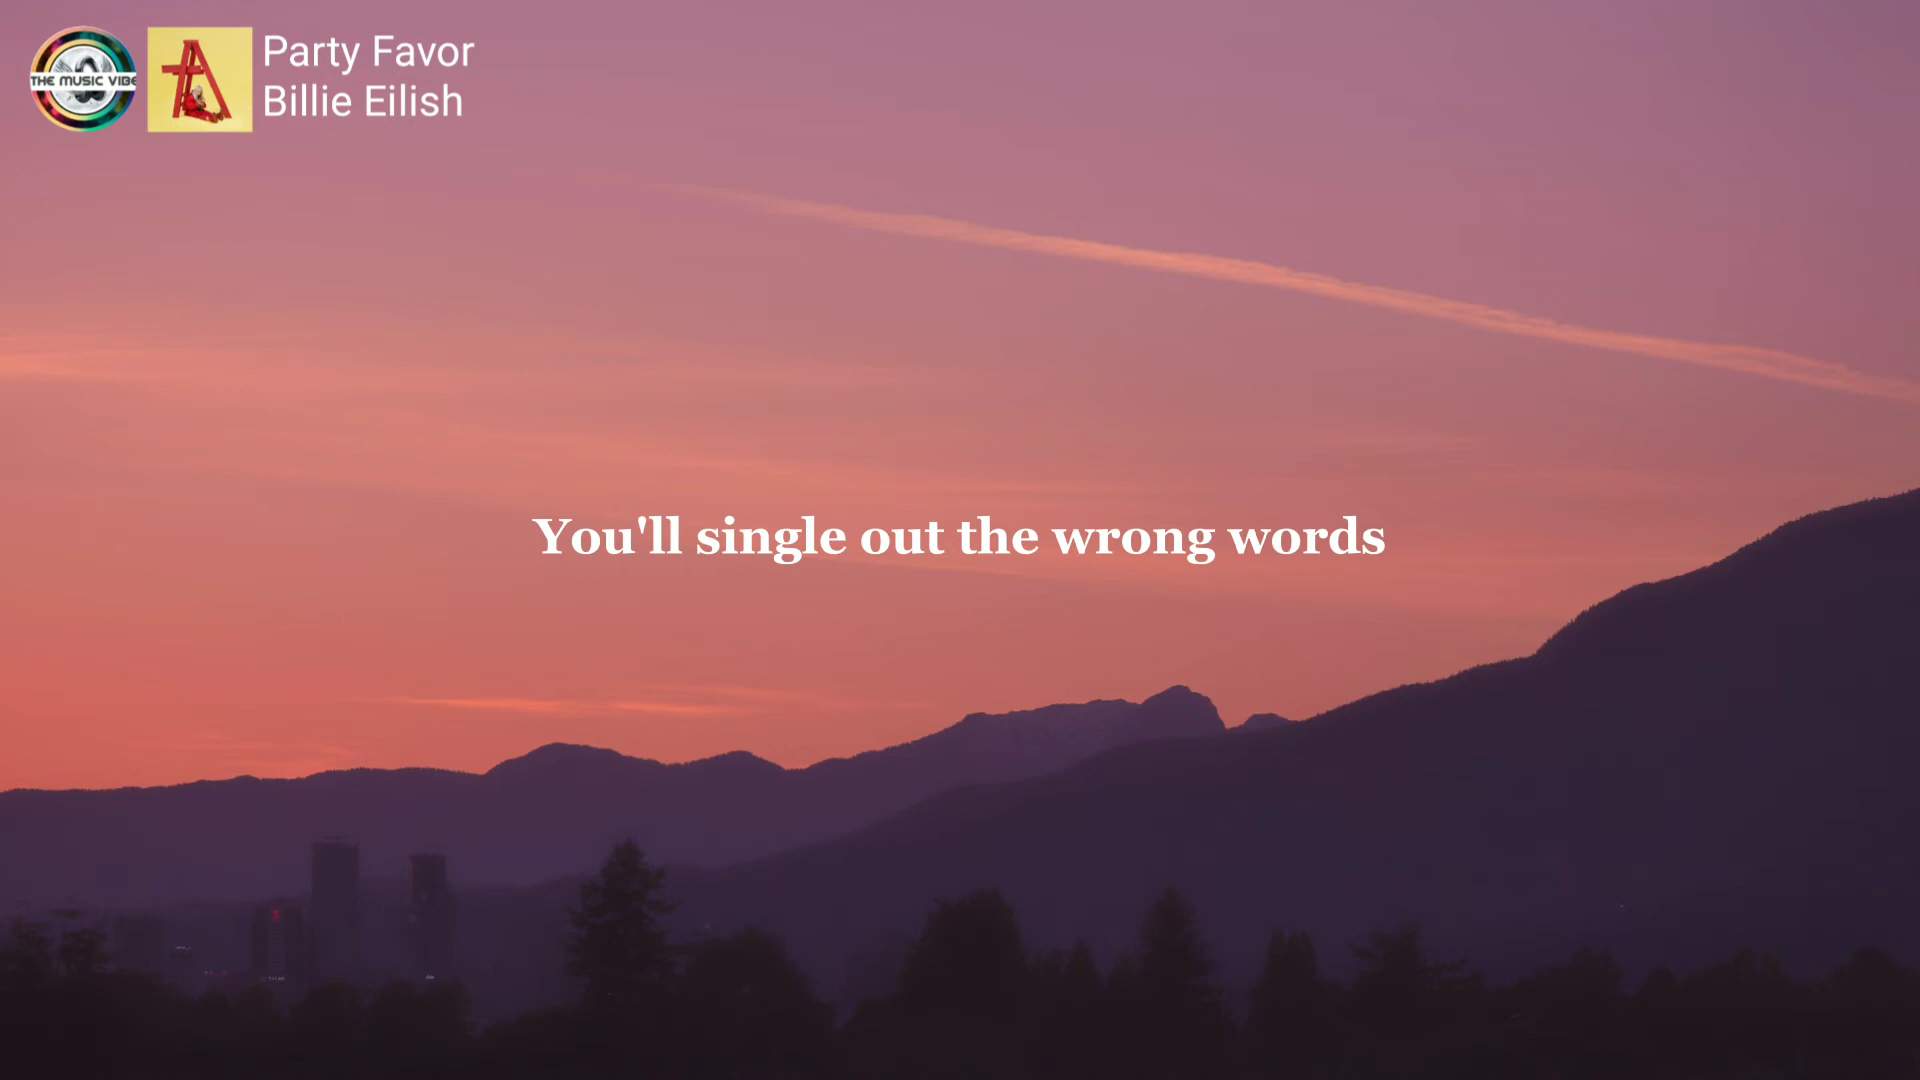 THE MUSIC VIBE
Party Favor
Billie Eilish
You'll single out the wrong words